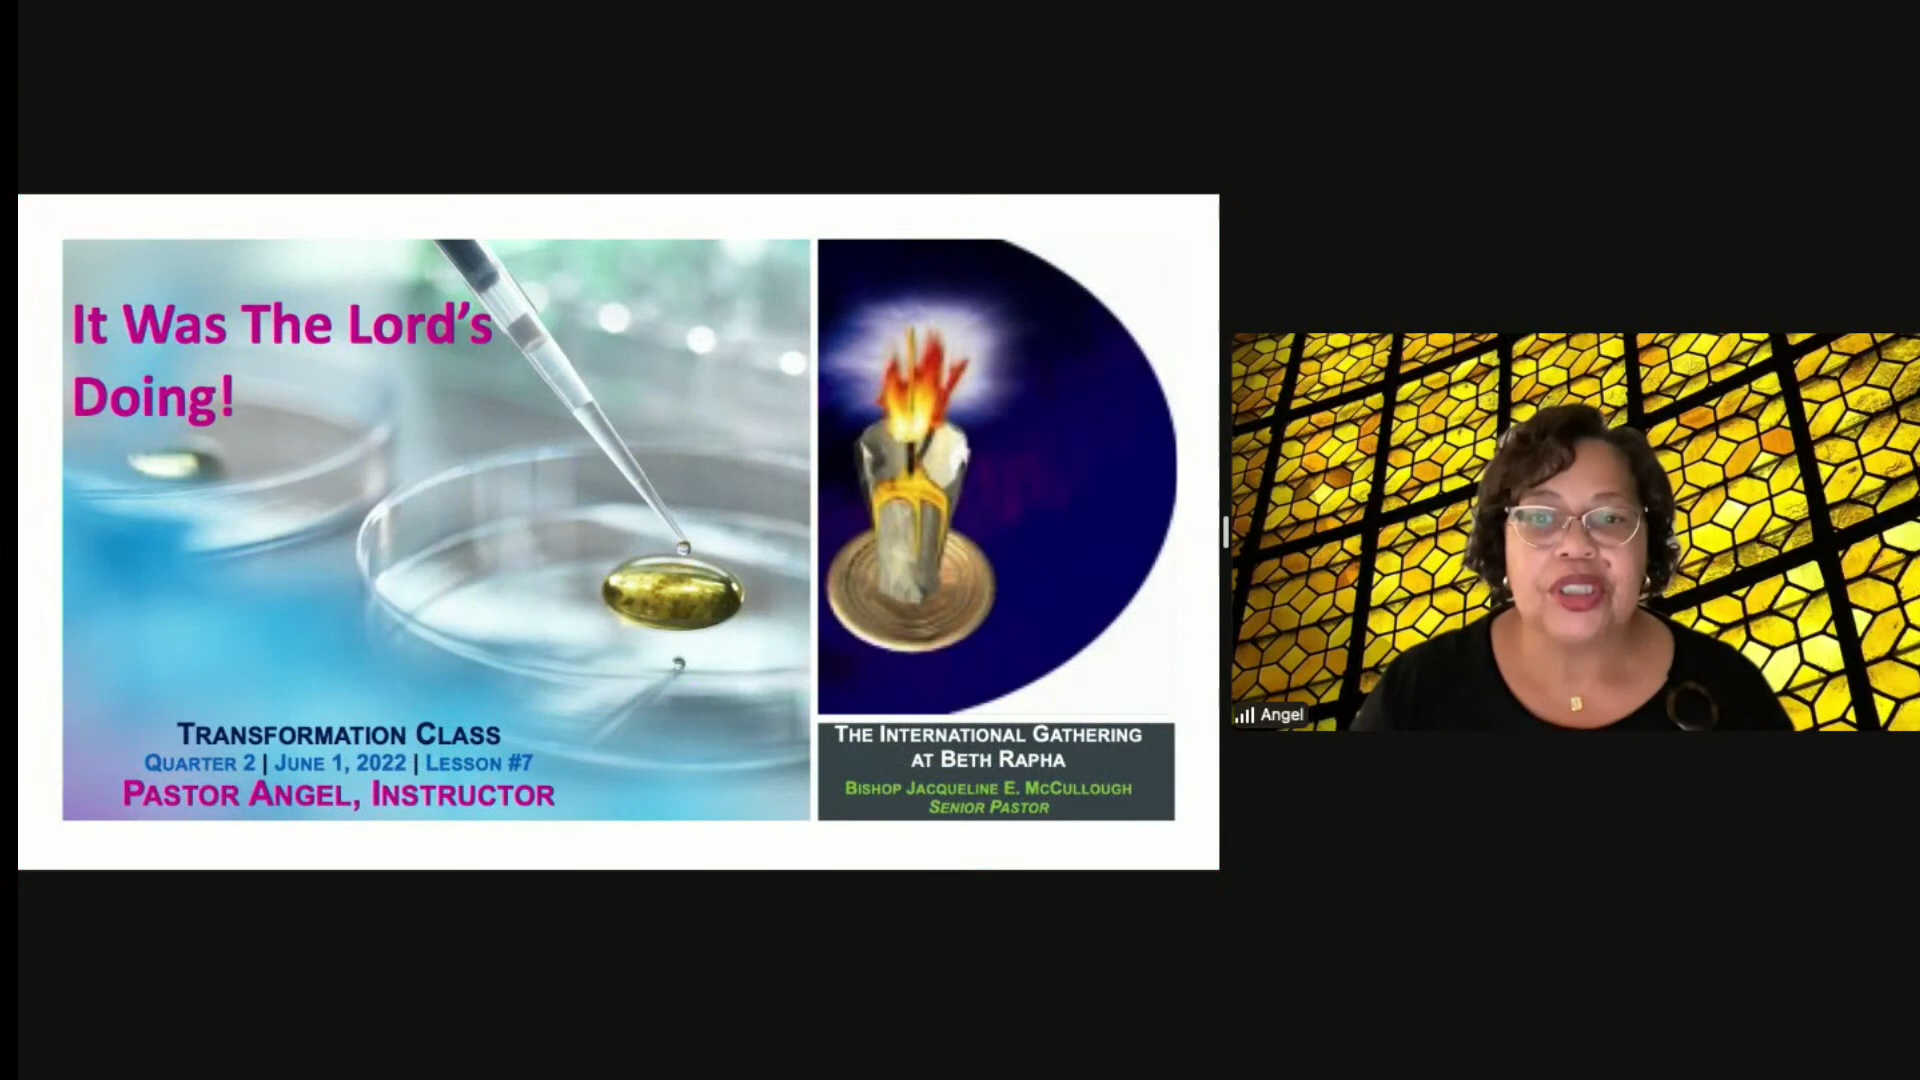 It Was The Lord's
Doing!
TRANSFORMATION CLASS
QUARTER 2 | JUNE 1, 2022 | LESSON #7
PASTOR ANGEL, INSTRUCTOR
THE INTERNATIONAL GATHERING
AT BETH RAPHA
BISHOP JACQUELINE E. MCCULLOUGH
SENIOR PASTOR
Angel